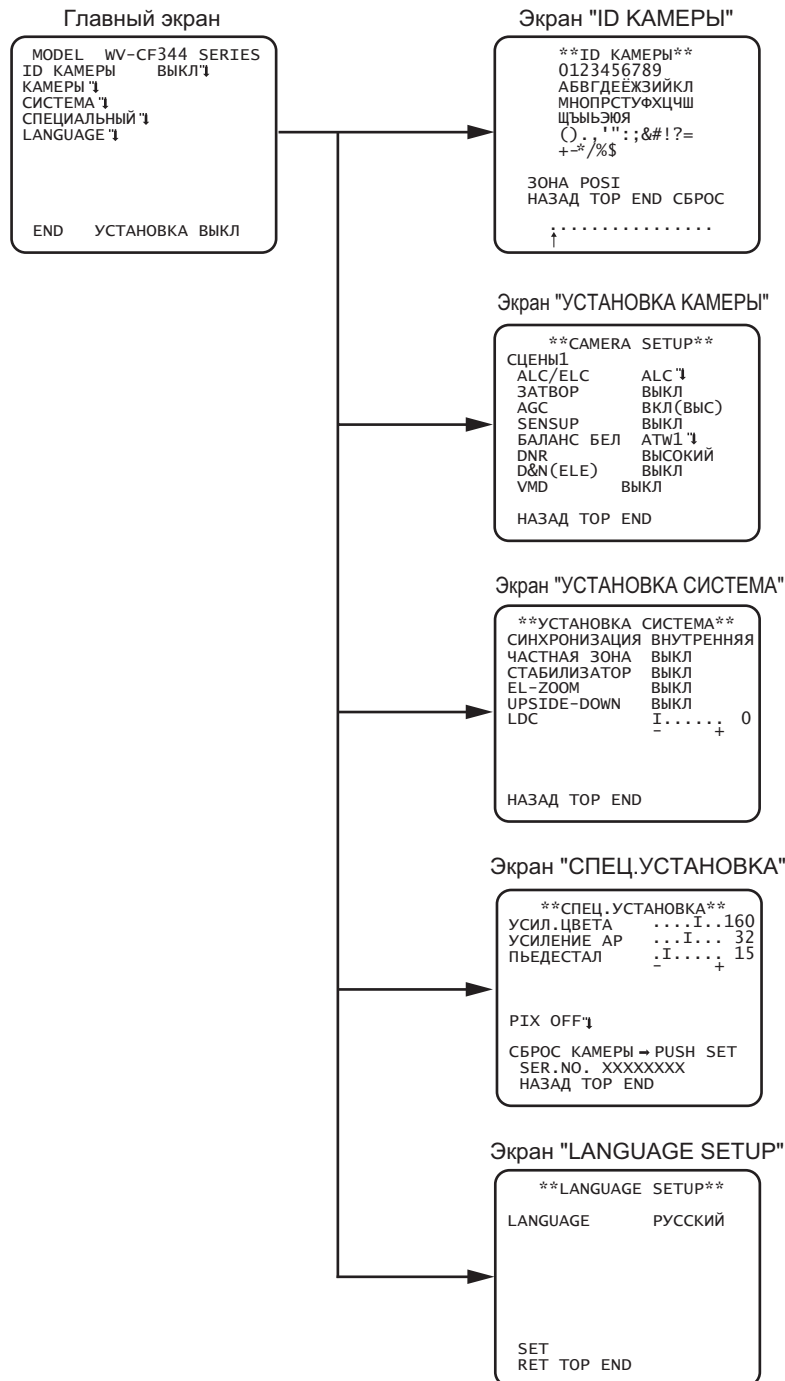 Главный экран
MODEL WV-CF344 SERIES
ID КАМЕРЫ ВЫКЛ
КАМЕРЫ
СИСТЕМА
СПЕЦИАЛЬНЫЙ
LANGUAGE
END УСТАНОВКА ВЫКЛ
Экран "ID КАМЕРЫ"
**ID КАМЕРЫ**
0123456789
АБВГДЕЁЖЗИЙКЛ
МНОПРСТУФХЦЧШ
ЩЪЫЬЭЮЯ
().,'":;&#!?=
+-*/%$
ЗОНА POSI
НАЗАД TOP END СБРОС
................
↑
Экран "УСТАНОВКА КАМЕРЫ"
**CAMERA SETUP**
СЦЕНЫ1
ALC/ELC ALC
ЗАТВОР ВЫКЛ
AGC ВКЛ(ВЫС)
SENSUP ВЫКЛ
БАЛАНС БЕЛ ATW1
DNR ВЫСОКИЙ
D&N(ELE) ВЫКЛ
VMD ВЫКЛ
НАЗАД TOP END
Экран "УСТАНОВКА СИСТЕМА"
**УСТАНОВКА СИСТЕМА**
СИНХРОНИЗАЦИЯ ВНУТРЕННЯЯ
ЧАСТНАЯ ЗОНА ВЫКЛ
СТАБИЛИЗАТОР ВЫКЛ
EL-ZOOM ВЫКЛ
UPSIDE-DOWN ВЫКЛ
LDC I...... 0
- +
НАЗАД TOP END
Экран "СПЕЦ.УСТАНОВКА"
**СПЕЦ.УСТАНОВКА**
УСИЛ.ЦВЕТА ....I..160
УСИЛЕНИЕ АР ...I... 32
ПЬЕДЕСТАЛ .I..... 15
- +
PIX OFF
СБРОС КАМЕРЫ → PUSH SET
SER.NO. XXXXXXXX
НАЗАД TOP END
Экран "LANGUAGE SETUP"
**LANGUAGE SETUP**
LANGUAGE РУССКИЙ
SET
RET TOP END